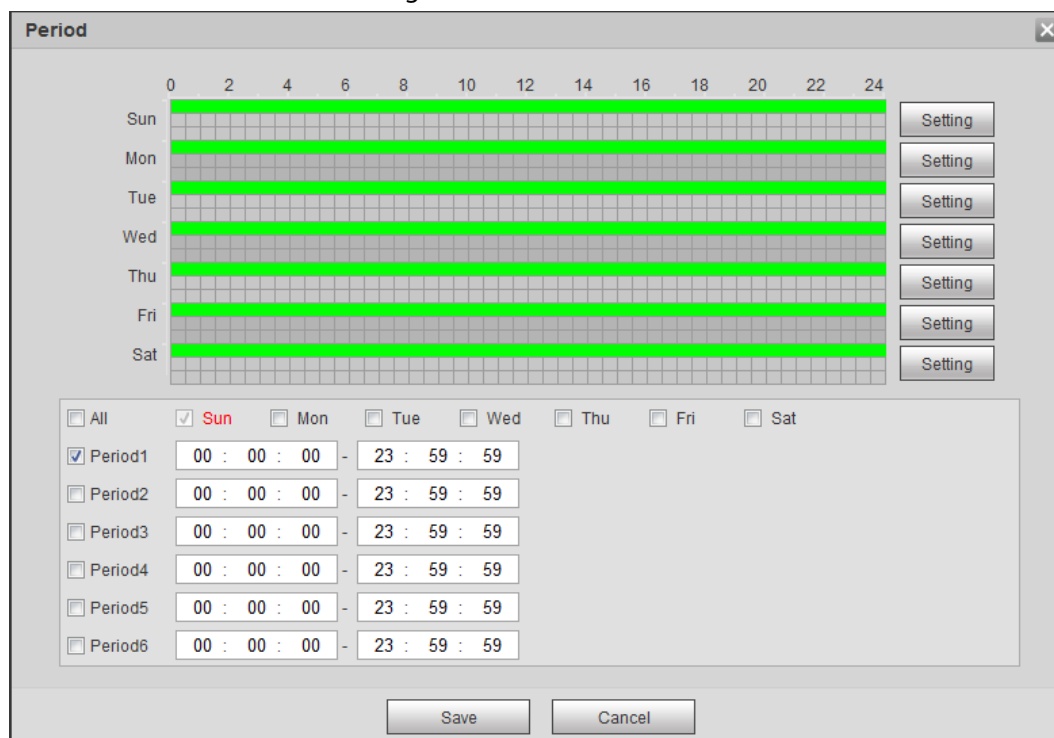 Period
0 2 4 6 8 10 12 14 16 18 20 22 24
Sun Setting
Mon Setting
Tue Setting
Wed Setting
Thu Setting
Fri Setting
Sat Setting
All Sun Mon Tue Wed Thu Fri Sat
Period1 00 : 00 : 00 - 23 : 59 : 59
Period2 00 : 00 : 00 - 23 : 59 : 59
Period3 00 : 00 : 00 - 23 : 59 : 59
Period4 00 : 00 : 00 - 23 : 59 : 59
Period5 00 : 00 : 00 - 23 : 59 : 59
Period6 00 : 00 : 00 - 23 : 59 : 59
Save Cancel